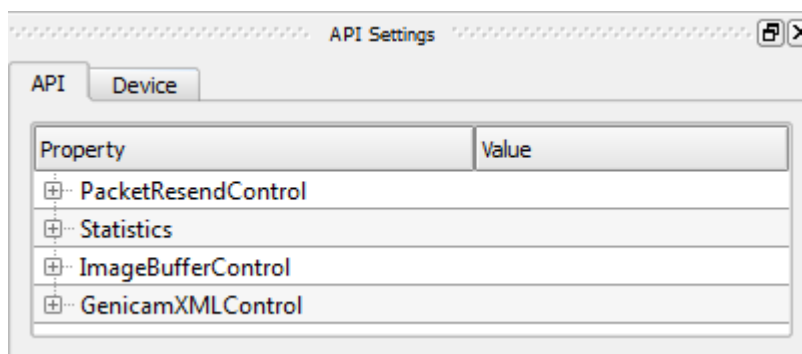 API Settings
API Device
Property Value
PacketResendControl
Statistics
ImageBufferControl
GenicamXMLControl